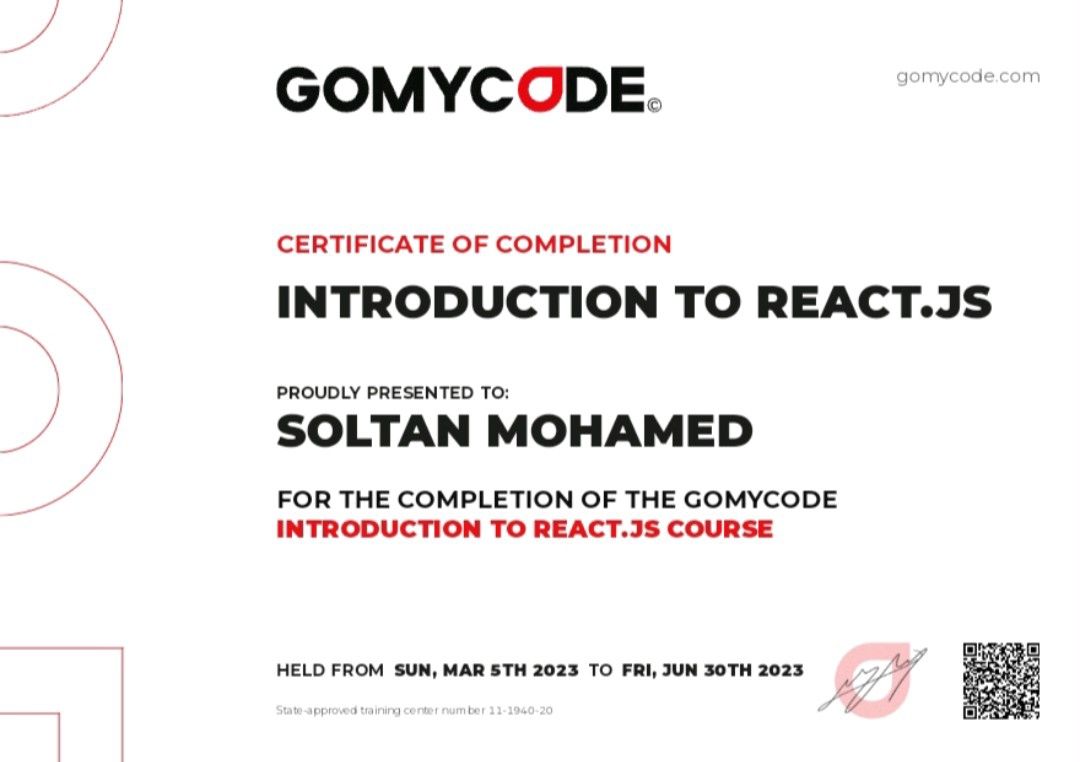 GOMYCODE©
gomycode.com
CERTIFICATE OF COMPLETION
INTRODUCTION TO REACT.JS
PROUDLY PRESENTED TO:
SOLTAN MOHAMED
FOR THE COMPLETION OF THE GOMYCODE
INTRODUCTION TO REACT.JS COURSE
HELD FROM SUN, MAR 5TH 2023 TO FRI, JUN 30TH 2023
State-approved training center number 11-1940-20